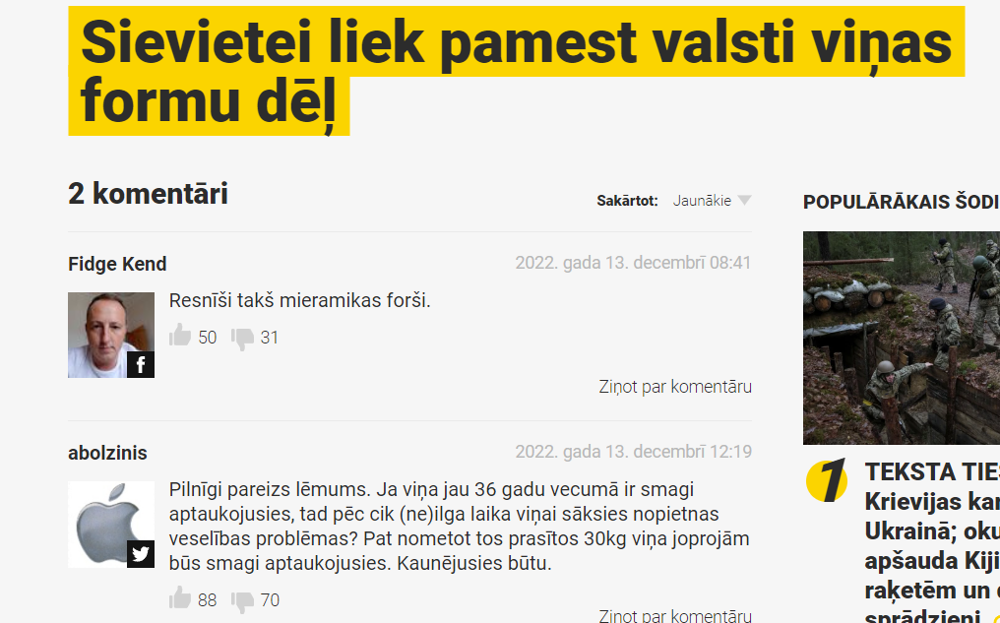 Sievietei liek pamest valsti viņas
formu dēļ
2 komentāri
Sakārtot: Jaunākie
Fidge Kend
2022. gada 13. decembrī 08:41
Resnīši takš mieramikas forši.
50 31
Ziņot par komentāru
abolzinis
2022. gada 13. decembrī 12:19
Pilnīgi pareizs lēmums. Ja viņa jau 36 gadu vecumā ir smagi
aptaukojusies, tad pēc cik (ne)ilga laika viņai sāksies nopietnas
veselības problēmas? Pat nometot tos prasītos 30kg viņa joprojām
būs smagi aptaukojusies. Kaunējusies būtu.
88 70
Ziņot par komentāru
POPULĀRĀKAIS ŠODI
1
TEKSTA TIE
Krievijas kar
Ukrainā; oku
apšauda Kiji
raķetēm un
sprādzieni